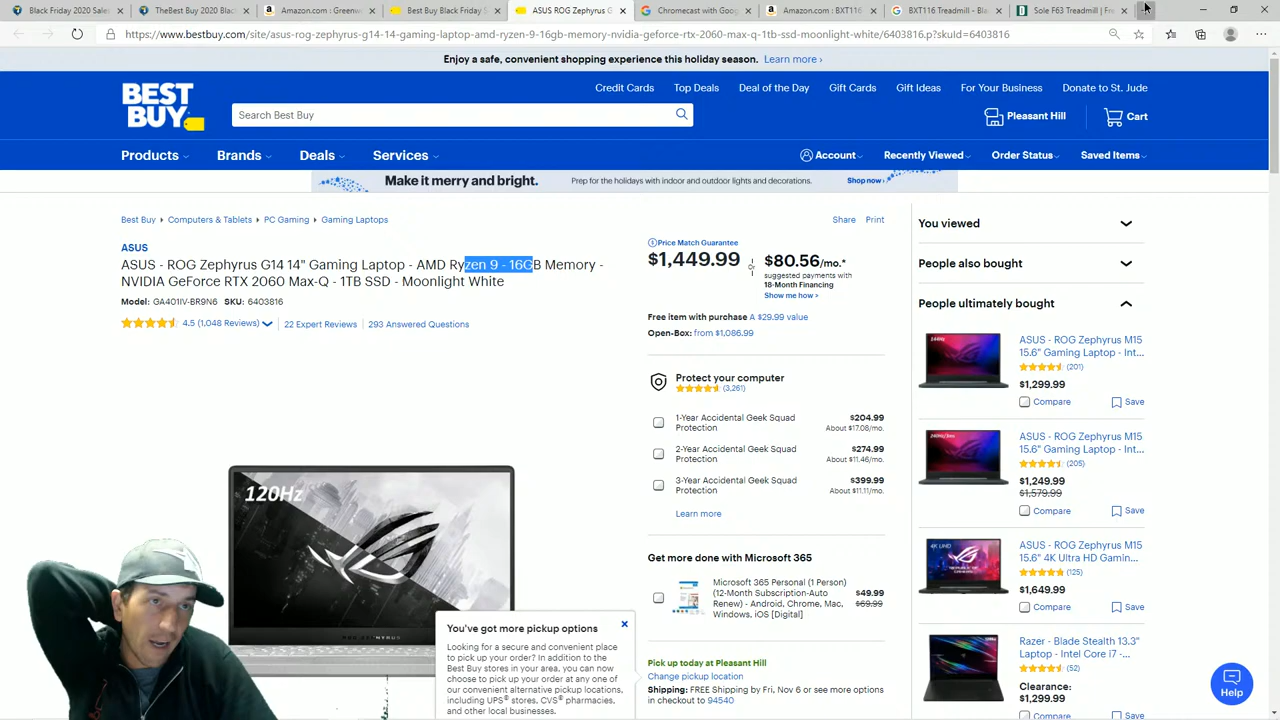 Black Friday 2020 Sales
TheBest Buy 2020 Blac
Amazon.com : Greenw
Best Buy Black Friday S
ASUS ROG Zephyrus G
Chromecast with Goog
Amazon.com : BXT116
BXT116 Treadmill - Bla
Sole F63 Treadmill | Fre
https://www.bestbuy.com/site/asus-rog-zephyrus-g14-14-gaming-laptop-amd-ryzen-9-16gb-memory-nvidia-geforce-rtx-2060-max-q-1tb-ssd-moonlight-white/6403816.p?skuId=6403816
Enjoy a safe, convenient shopping experience this holiday season. Learn more ›
Credit Cards Top Deals Deal of the Day Gift Cards Gift Ideas For Your Business Donate to St. Jude
BEST
BUY
Search Best Buy
Pleasant Hill
Cart
Products Brands Deals Services
Account Recently Viewed Order Status Saved Items
Make it merry and bright. Prep for the holidays with indoor and outdoor lights and decorations. Shop now ›
Best Buy Computers & Tablets PC Gaming Gaming Laptops
Share Print
ASUS
ASUS - ROG Zephyrus G14 14" Gaming Laptop - AMD Ryzen 9 - 16GB Memory -
NVIDIA GeForce RTX 2060 Max-Q - 1TB SSD - Moonlight White
Model: GA401IV-BR9N6 SKU: 6403816
4.5 (1,048 Reviews) 22 Expert Reviews 293 Answered Questions
120Hz
Price Match Guarantee
$1,449.99
or
$80.56/mo.*
suggested payments with
18-Month Financing
Show me how >
Free item with purchase A $29.99 value
Open-Box: from $1,086.99
Protect your computer
(3,261)
1-Year Accidental Geek Squad
Protection
$204.99
About $17.08/mo.
2-Year Accidental Geek Squad
Protection
$274.99
About $11.46/mo.
3-Year Accidental Geek Squad
Protection
$399.99
About $11.11/mo.
Learn more
Get more done with Microsoft 365
Microsoft 365 Personal (1 Person)
(12-Month Subscription-Auto
Renew) - Android, Chrome, Mac,
Windows, iOS [Digital]
$49.99
$69.99
Pick up today at Pleasant Hill
Change pickup location
Shipping: FREE Shipping by Fri, Nov 6 or see more options
in checkout to 94540
You've got more pickup options
Looking for a secure and convenient place
to pick up your order? In addition to the
Best Buy stores in your area, you can now
choose to pick up your order at any one of
our convenient alternative pickup locations,
including UPS® stores, CVS® pharmacies,
and other local businesses.
You viewed
People also bought
People ultimately bought
144Hz
ASUS - ROG Zephyrus M15
15.6" Gaming Laptop - Int...
(201)
$1,299.99
Compare Save
ASUS - ROG Zephyrus M15
15.6" Gaming Laptop - Int...
(205)
$1,249.99
$1,579.99
Compare Save
4K UHD
ASUS - ROG Zephyrus M15
15.6" 4K Ultra HD Gamin...
(125)
$1,649.99
Compare Save
Razer - Blade Stealth 13.3"
Laptop - Intel Core i7 -...
(52)
Clearance:
$1,299.99
Compare Save
Help